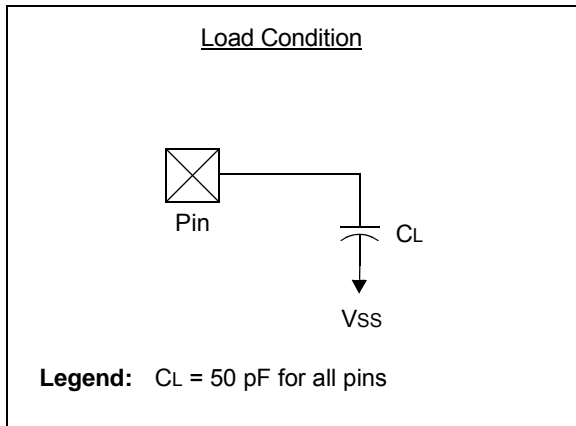 Load Condition
Pin
CL
VSS
Legend: CL = 50 pF for all pins